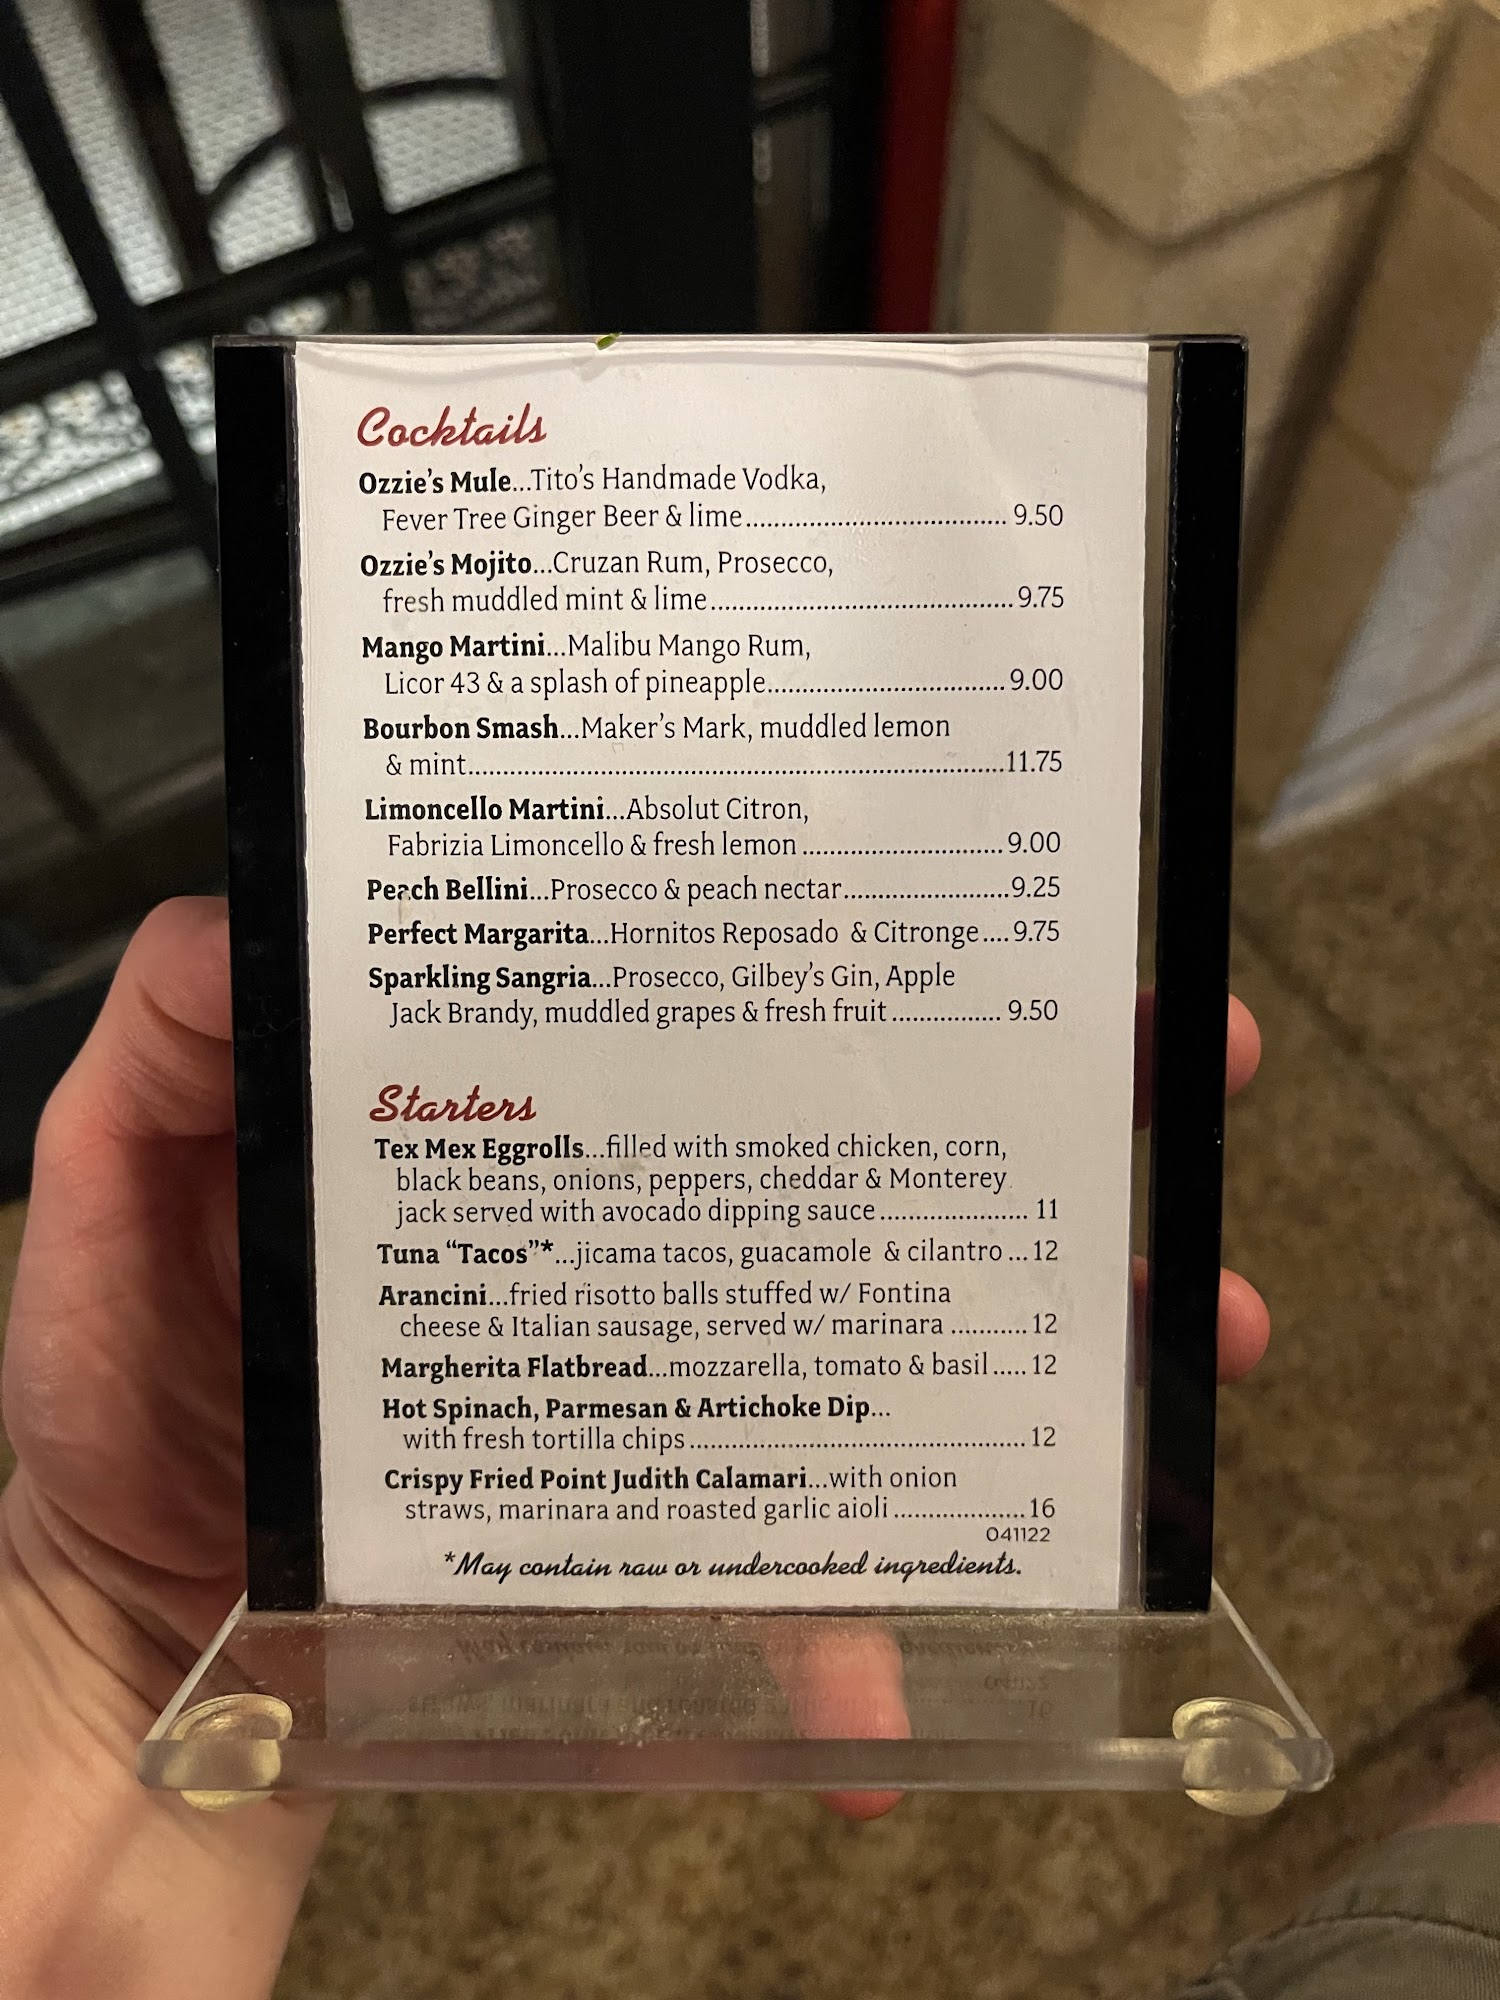 Cocktails
Ozzie's Mule...Tito's Handmade Vodka,
Fever Tree Ginger Beer & lime.....................................9.50
Ozzie's Mojito...Cruzan Rum, Prosecco,
fresh muddled mint & lime...........................................9.75
Mango Martini...Malibu Mango Rum,
Licor 43 & a splash of pineapple..................................9.00
Bourbon Smash...Maker's Mark, muddled lemon
& mint............................................................................11.75
Limoncello Martini...Absolut Citron,
Fabrizia Limoncello & fresh lemon ............................9.00
Peach Bellini...Prosecco & peach nectar.......................9.25
Perfect Margarita...Hornitos Reposado & Citronge....9.75
Sparkling Sangria...Prosecco, Gilbey's Gin, Apple
Jack Brandy, muddled grapes & fresh fruit ................ 9.50
Starters
Tex Mex Eggrolls...filled with smoked chicken, corn,
black beans, onions, peppers, cheddar & Monterey
jack served with avocado dipping sauce..................... 11
Tuna "Tacos"*...jicama tacos, guacamole & cilantro ...12
Arancini...fried risotto balls stuffed w/ Fontina
cheese & Italian sausage, served w/ marinara ...........12
Margherita Flatbread...mozzarella, tomato & basil.....12
Hot Spinach, Parmesan & Artichoke Dip...
with fresh tortilla chips................................................12
Crispy Fried Point Judith Calamari...with onion
straws, marinara and roasted garlic aioli ...................16
041122
*May contain raw or undercooked ingredients.